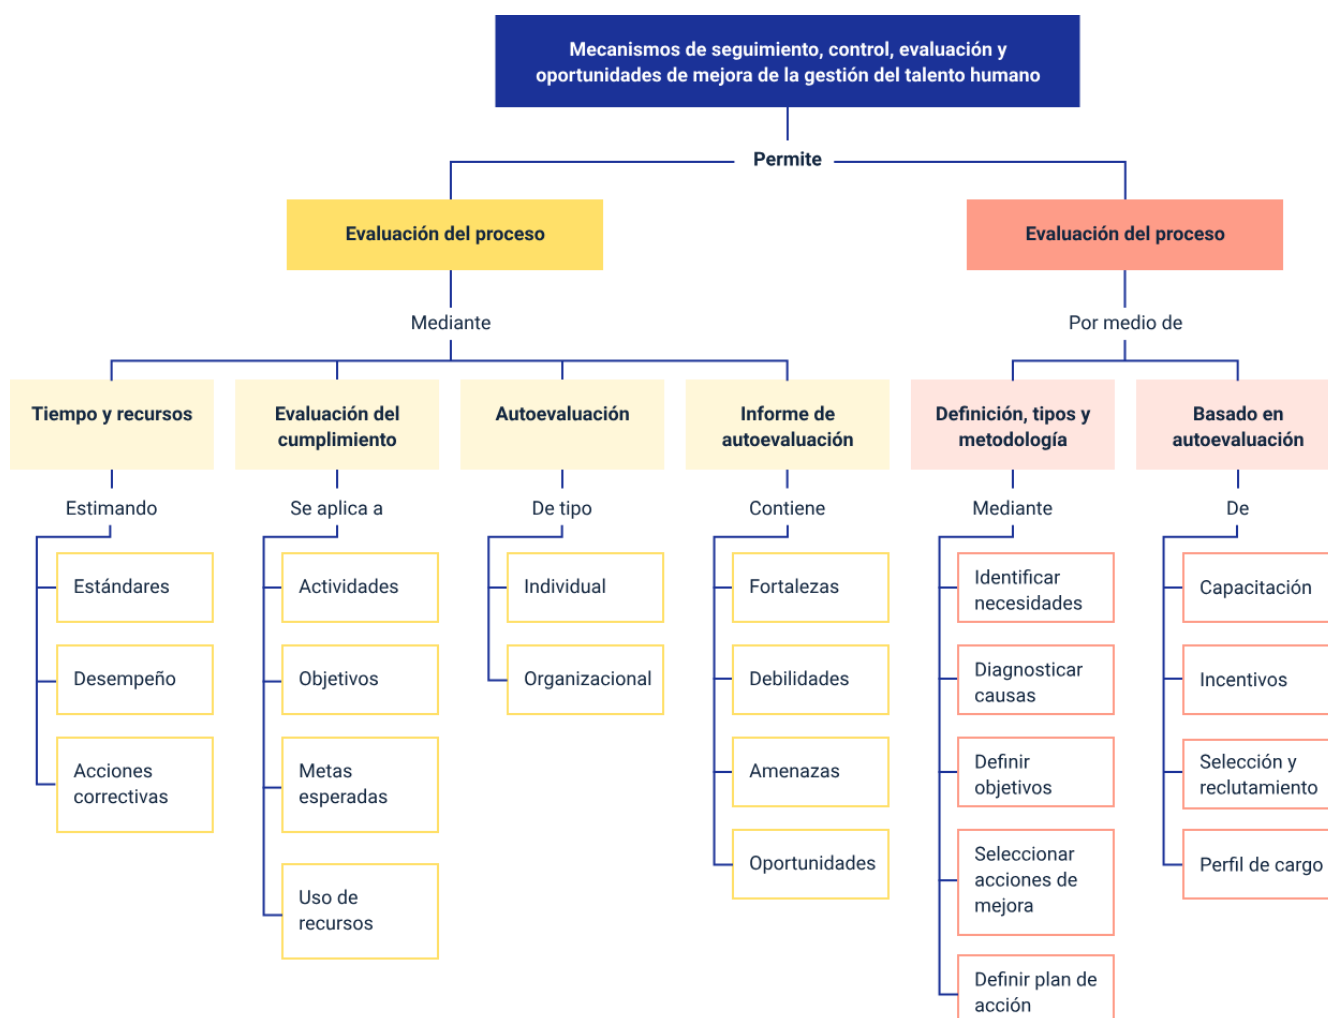 Mecanismos de seguimiento, control, evaluación y
oportunidades de mejora de la gestión del talento humano
Permite
Evaluación del proceso
Mediante
Tiempo y recursos
Estimando
Estándares
Desempeño
Acciones
correctivas
Evaluación del
cumplimiento
Se aplica a
Actividades
Objetivos
Metas
esperadas
Uso de
recursos
Autoevaluación
De tipo
Individual
Organizacional
Informe de
autoevaluación
Contiene
Fortalezas
Debilidades
Amenazas
Oportunidades
Evaluación del proceso
Por medio de
Definición, tipos y
metodología
Mediante
Identificar
necesidades
Diagnosticar
causas
Definir
objetivos
Seleccionar
acciones de
mejora
Definir plan de
acción
Basado en
autoevaluación
De
Capacitación
Incentivos
Selección y
reclutamiento
Perfil de cargo